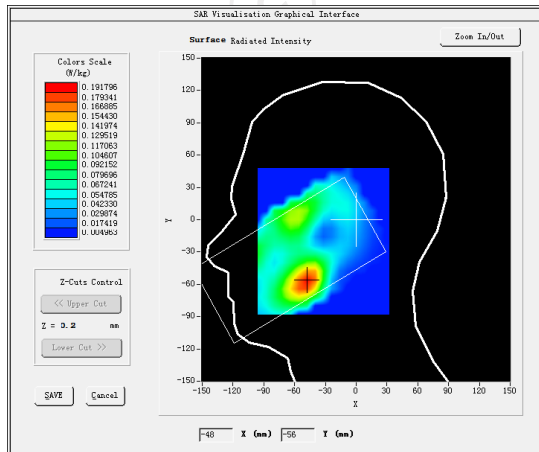 SAR Visualisation Graphical Interface
Surface Radiated Intensity
Zoom In/Out
Colors Scale
(W/kg)
0.191796
0.179341
0.166885
0.154430
0.141974
0.129519
0.117063
0.104607
0.092152
0.079696
0.067241
0.054785
0.042330
0.029874
0.017419
0.004963
Z-Cuts Control
<< Upper Cut
Z = 0.2 mm
Lower Cut >>
SAVE Cancel
150
120
90
60
30
0
-30
-60
-90
-120
-150
Y
-150 -120 -90 -60 -30 0 30 60 90 120 150
X
-48 X (mm) -56 Y (mm)